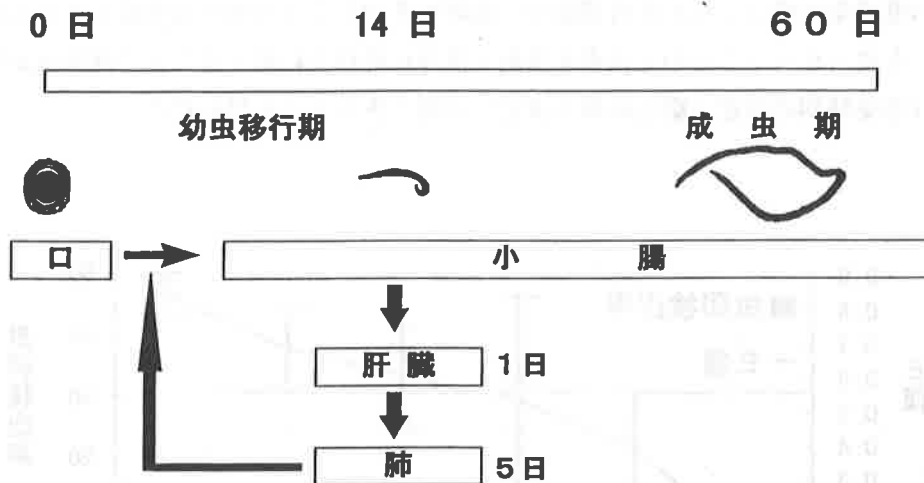 0 日 14 日 60 日
幼虫移行期 成 虫 期
口 小 腸
肝 臓 1日
肺 5日